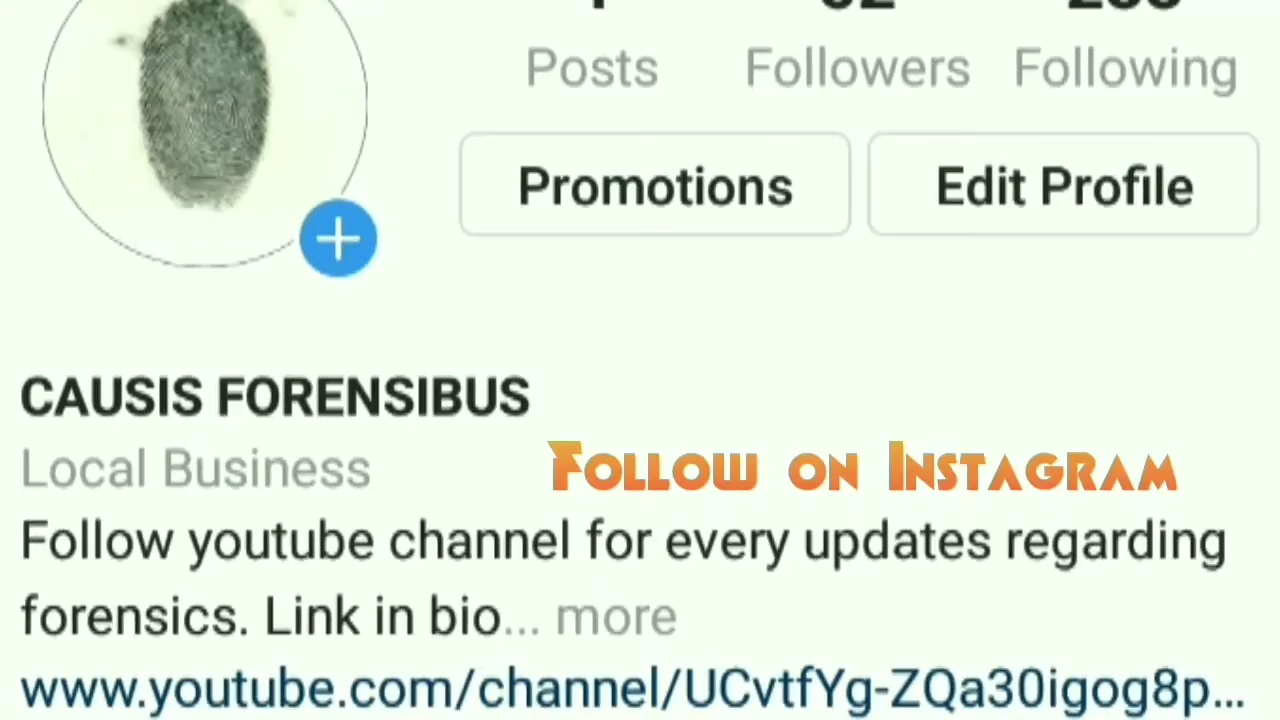 Posts Followers Following
Promotions Edit Profile
CAUSIS FORENSIBUS
Local Business
Follow on Instagram
Follow youtube channel for every updates regarding
forensics. Link in bio... more
www.youtube.com/channel/UCvtfYg-ZQa30igog8p...